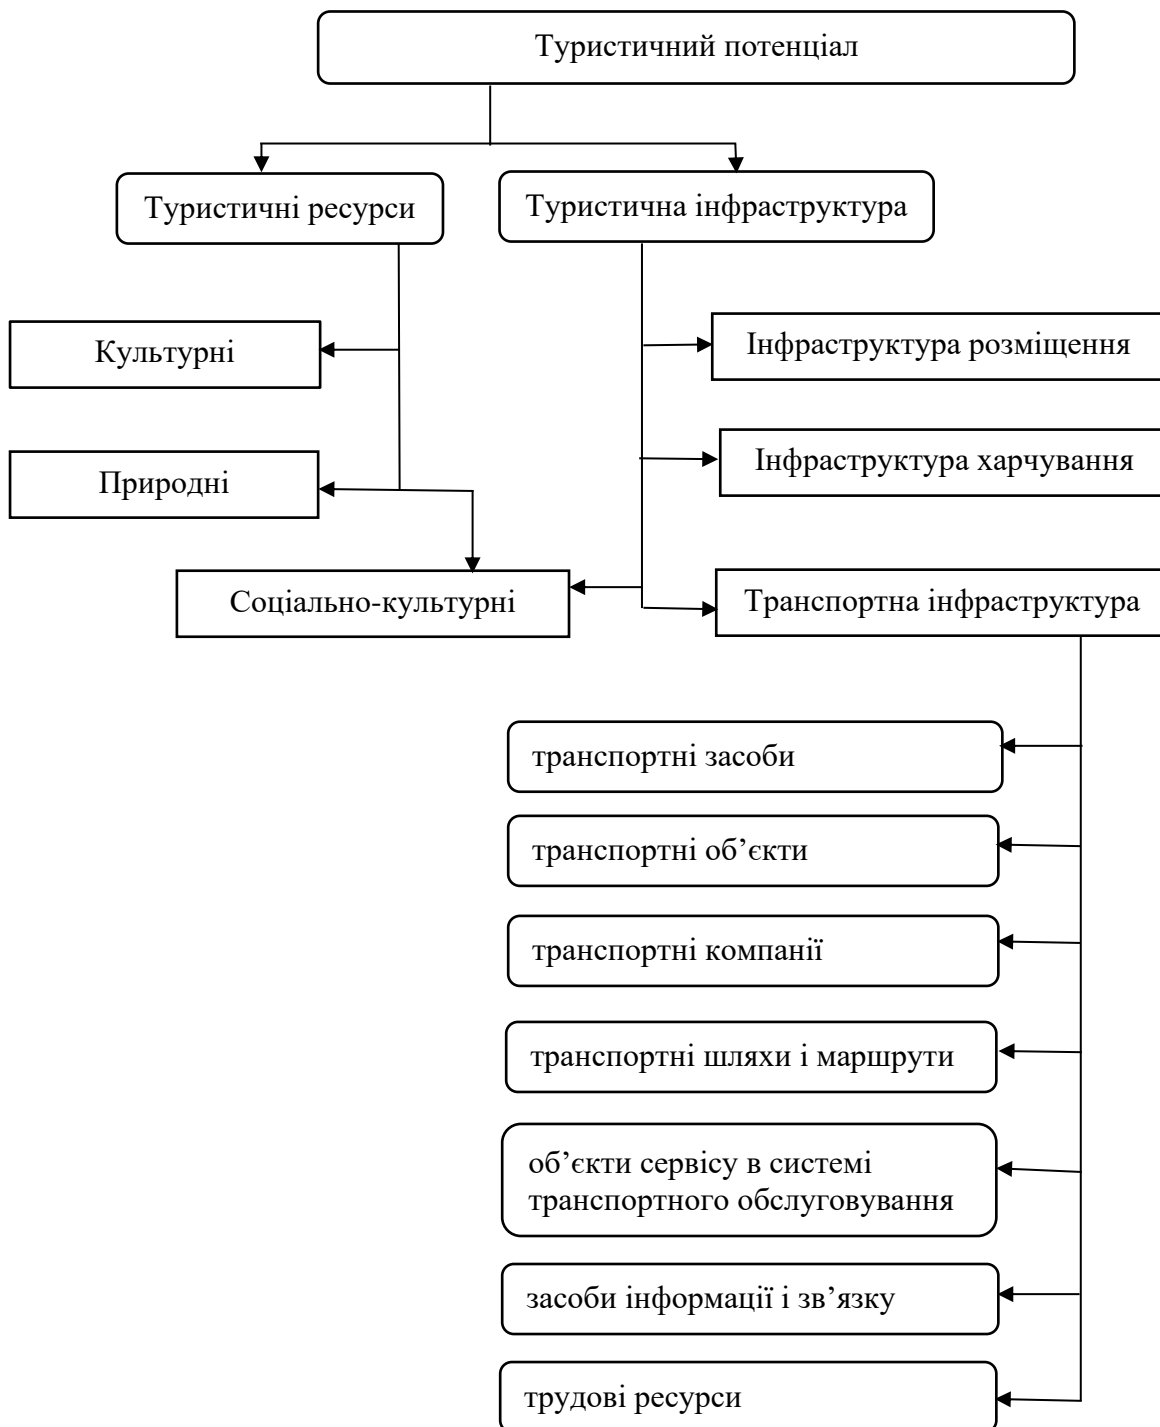 Туристичний потенціал
Туристичні ресурси
Туристична інфраструктура
Культурні
Інфраструктура розміщення
Природні
Інфраструктура харчування
Соціально-культурні
Транспортна інфраструктура
транспортні засоби
транспортні об’єкти
транспортні компанії
транспортні шляхи і маршрути
об’єкти сервісу в системі
транспортного обслуговування
засоби інформації і зв’язку
трудові ресурси